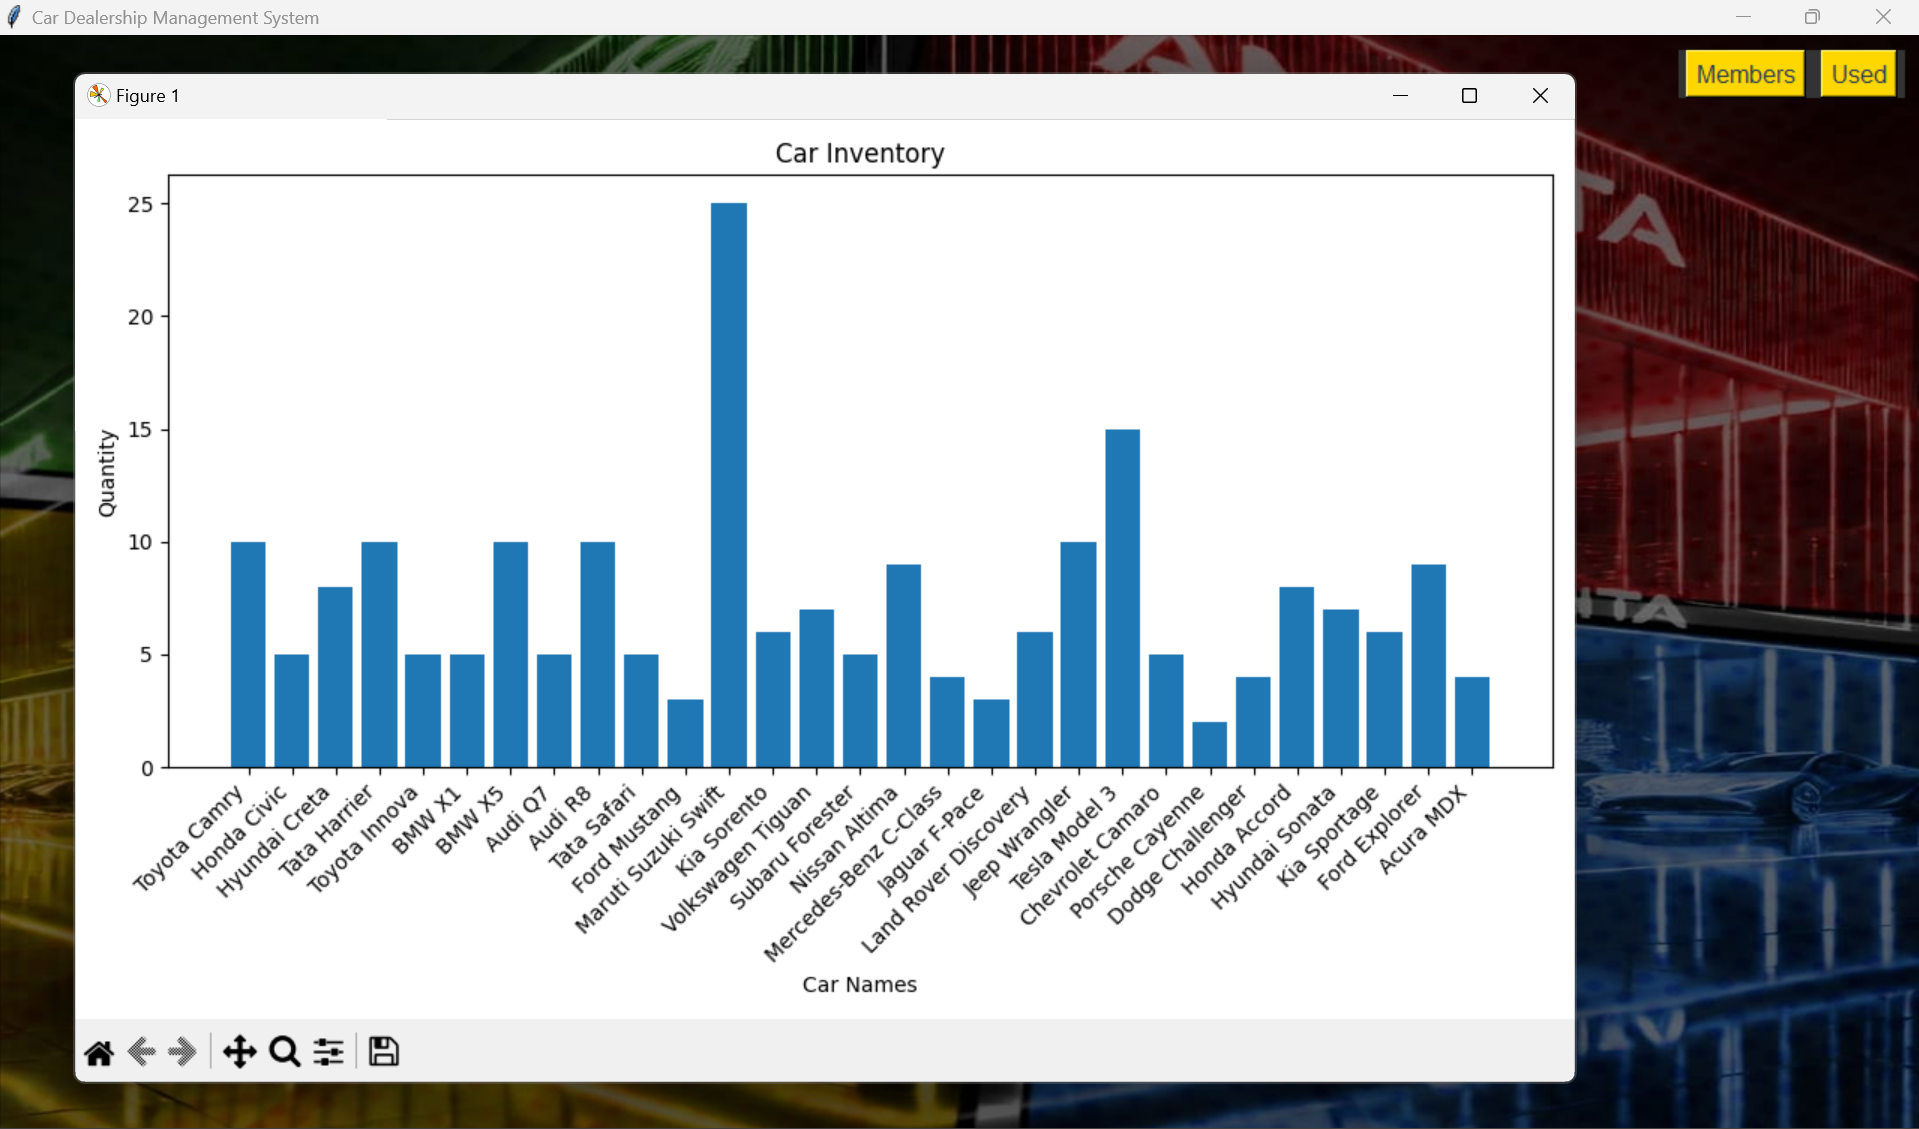 Car Dealership Management System
Members
Used
Figure 1
Car Inventory
25
20
15
10
5
0
Quantity
Toyota Camry
Honda Civic
Hyundai Creta
Tata Harrier
Toyota Innova
BMW X1
BMW X5
Audi Q7
Audi R8
Tata Safari
Ford Mustang
Maruti Suzuki Swift
Kia Sorento
Volkswagen Tiguan
Subaru Forester
Nissan Altima
Mercedes-Benz C-Class
Jaguar F-Pace
Land Rover Discovery
Jeep Wrangler
Tesla Model 3
Chevrolet Camaro
Porsche Cayenne
Dodge Challenger
Honda Accord
Hyundai Sonata
Kia Sportage
Ford Explorer
Acura MDX
Car Names